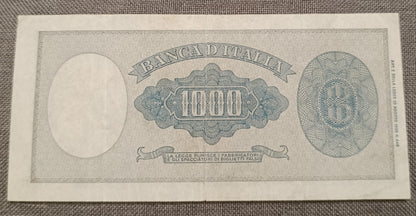 BANCA D'ITALIA
1000
LA LEGGE PUNISCE I FABBRICATORI
E GLI SPACCIATORI DI BIGLIETTI FALSI